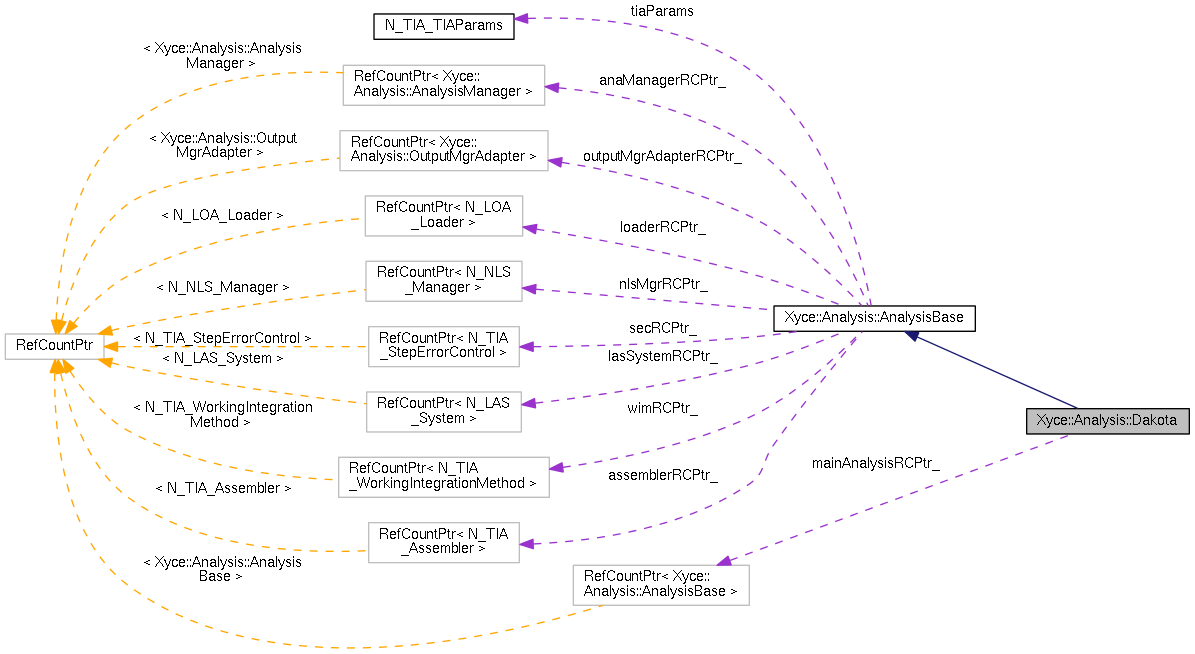 tiaParams
N_TIA_TIAParams
< Xyce::Analysis::Analysis
Manager >
RefCountPtr< Xyce::
Analysis::AnalysisManager >
anaManagerRCPtr_
< Xyce::Analysis::Output
MgrAdapter >
RefCountPtr< Xyce::
Analysis::OutputMgrAdapter >
outputMgrAdapterRCPtr_
< N_LOA_Loader >
RefCountPtr< N_LOA
_Loader >
loaderRCPtr_
< N_NLS_Manager >
RefCountPtr< N_NLS
_Manager >
nlsMgrRCPtr_
Xyce::Analysis::AnalysisBase
RefCountPtr
< N_TIA_StepErrorControl >
RefCountPtr< N_TIA
_StepErrorControl >
secRCPtr_
< N_LAS_System >
lasSystemRCPtr_
RefCountPtr< N_LAS
_System >
< N_TIA_WorkingIntegration
Method >
wimRCPtr_
Xyce::Analysis::Dakota
RefCountPtr< N_TIA
_WorkingIntegrationMethod >
assemblerRCPtr_
mainAnalysisRCPtr_
< N_TIA_Assembler >
RefCountPtr< N_TIA
_Assembler >
< Xyce::Analysis::Analysis
Base >
RefCountPtr< Xyce::
Analysis::AnalysisBase >